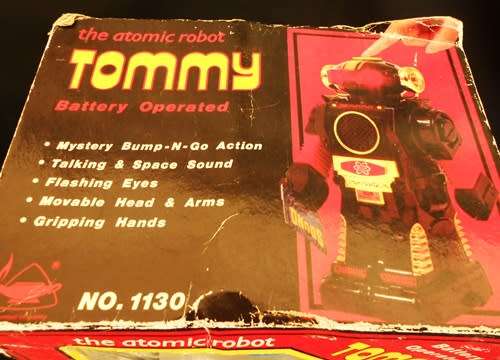 the atomic robot
TOMMY
Battery Operated
• Mystery Bump-N-Go Action
• Talking & Space Sound
• Flashing Eyes
• Movable Head & Arms
• Gripping Hands
NO. 1130
the atomic robot